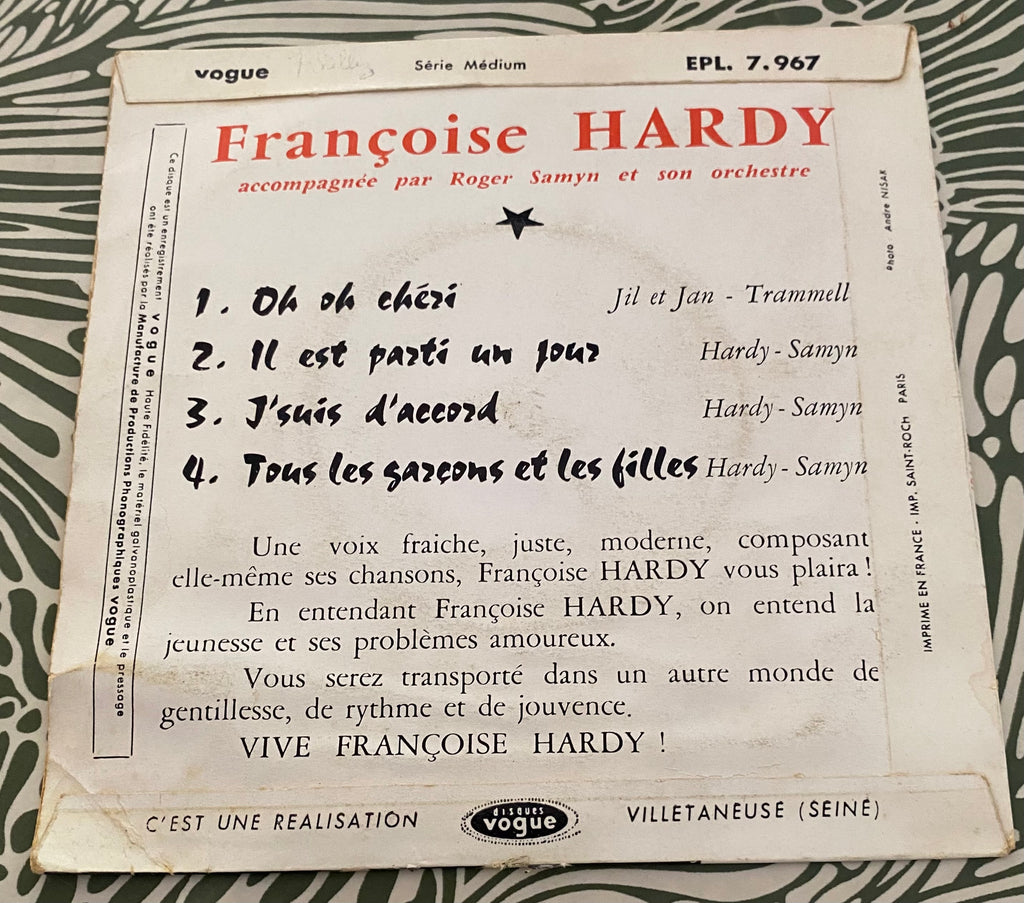 vogue Série Médium EPL. 7.967
Françoise HARDY
accompagnée par Roger Samyn et son orchestre
1. Oh oh chéri Jil et Jan - Trammell
2. Il est parti un jour Hardy - Samyn
3. J'suis d'accord Hardy - Samyn
4. Tous les garçons et les filles Hardy - Samyn
Une voix fraiche, juste, moderne, composant
elle-même ses chansons, Françoise HARDY vous plaira !
En entendant Françoise HARDY, on entend la
jeunesse et ses problèmes amoureux.
Vous serez transporté dans un autre monde de
gentillesse, de rythme et de jouvence.
VIVE FRANÇOISE HARDY !
C'EST UNE REALISATION disques vogue VILLETANEUSE (SEINE)
Ce disque est un enregistrement vogue Haute Fidélité, le matériel galvanoplastique et le pressage
ont été réalisés par la Manufacture de Productions Phonographiques vogue
Photo André NISAK
IMPRIME EN FRANCE - IMP. SAINT-ROCH PARIS